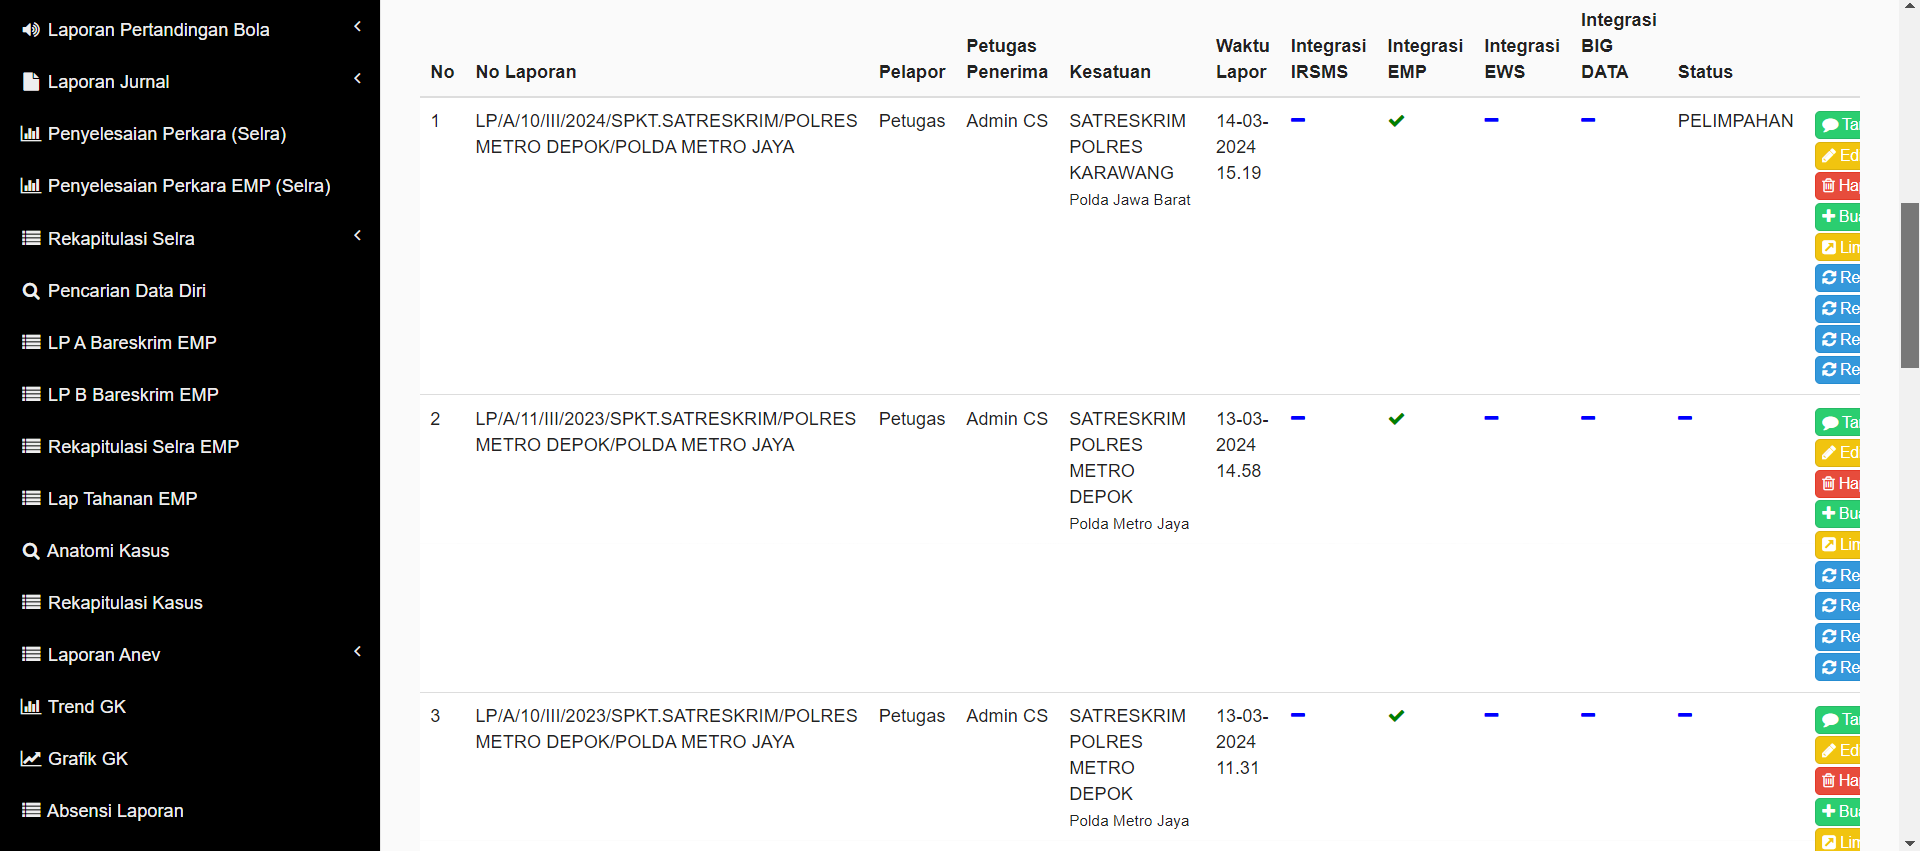 Laporan Pertandingan Bola
Laporan Jurnal
Penyelesaian Perkara (Selra)
Penyelesaian Perkara EMP (Selra)
Rekapitulasi Selra
Pencarian Data Diri
LP A Bareskrim EMP
LP B Bareskrim EMP
Rekapitulasi Selra EMP
Lap Tahanan EMP
Anatomi Kasus
Rekapitulasi Kasus
Laporan Anev
Trend GK
Grafik GK
Absensi Laporan
No
No Laporan
Pelapor
Petugas
Penerima
Kesatuan
Waktu
Lapor
Integrasi
IRSMS
Integrasi
EMP
Integrasi
EWS
Integrasi
BIG
DATA
Status
1
LP/A/10/III/2024/SPKT.SATRESKRIM/POLRES
METRO DEPOK/POLDA METRO JAYA
Petugas
Admin CS
SATRESKRIM
POLRES
KARAWANG
Polda Jawa Barat
14-03-
2024
15.19
PELIMPAHAN
Ta
Ed
Ha
Bu
Lim
Re
Re
Re
Re
2
LP/A/11/III/2023/SPKT.SATRESKRIM/POLRES
METRO DEPOK/POLDA METRO JAYA
Petugas
Admin CS
SATRESKRIM
POLRES
METRO
DEPOK
Polda Metro Jaya
13-03-
2024
14.58
Ta
Ed
Ha
Bu
Lim
Re
Re
Re
Re
3
LP/A/10/III/2023/SPKT.SATRESKRIM/POLRES
METRO DEPOK/POLDA METRO JAYA
Petugas
Admin CS
SATRESKRIM
POLRES
METRO
DEPOK
Polda Metro Jaya
13-03-
2024
11.31
Ta
Ed
Ha
Bu
Lim